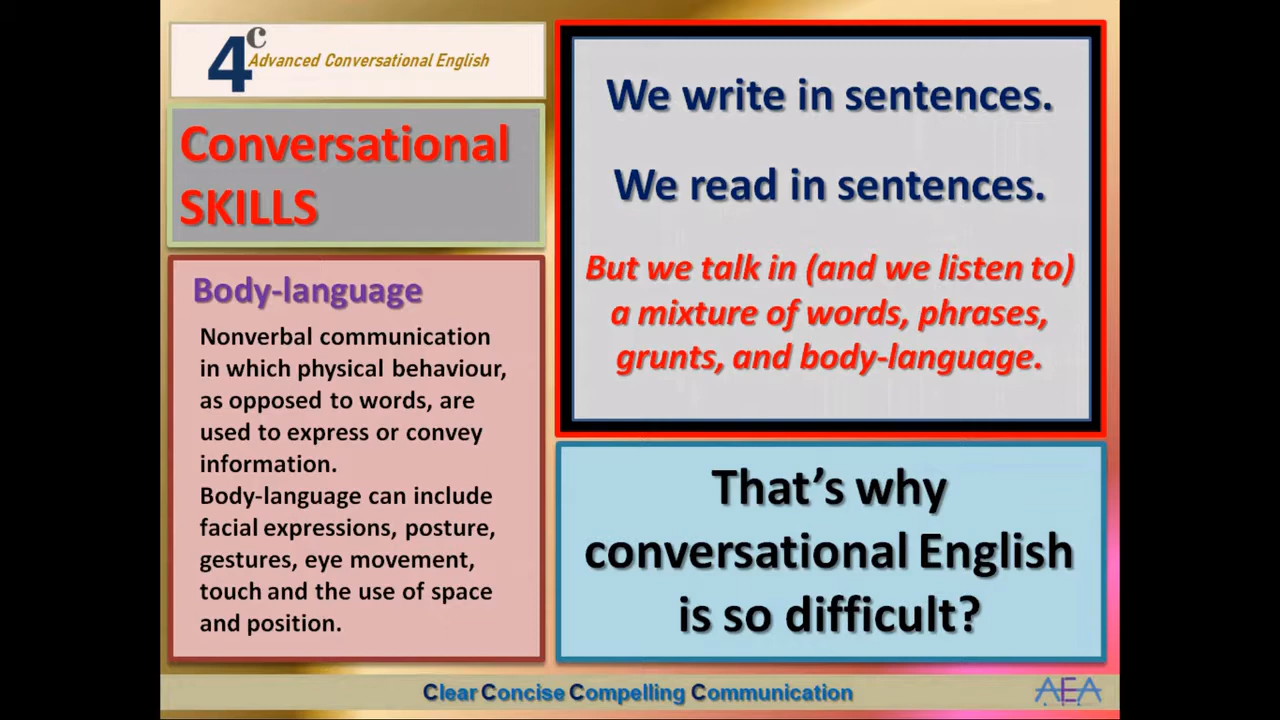 4c Advanced Conversational English
Conversational
SKILLS
Body-language
Nonverbal communication
in which physical behaviour,
as opposed to words, are
used to express or convey
information.
Body-language can include
facial expressions, posture,
gestures, eye movement,
touch and the use of space
and position.
We write in sentences.
We read in sentences.
But we talk in (and we listen to)
a mixture of words, phrases,
grunts, and body-language.
That’s why
conversational English
is so difficult?
Clear Concise Compelling Communication
AEA